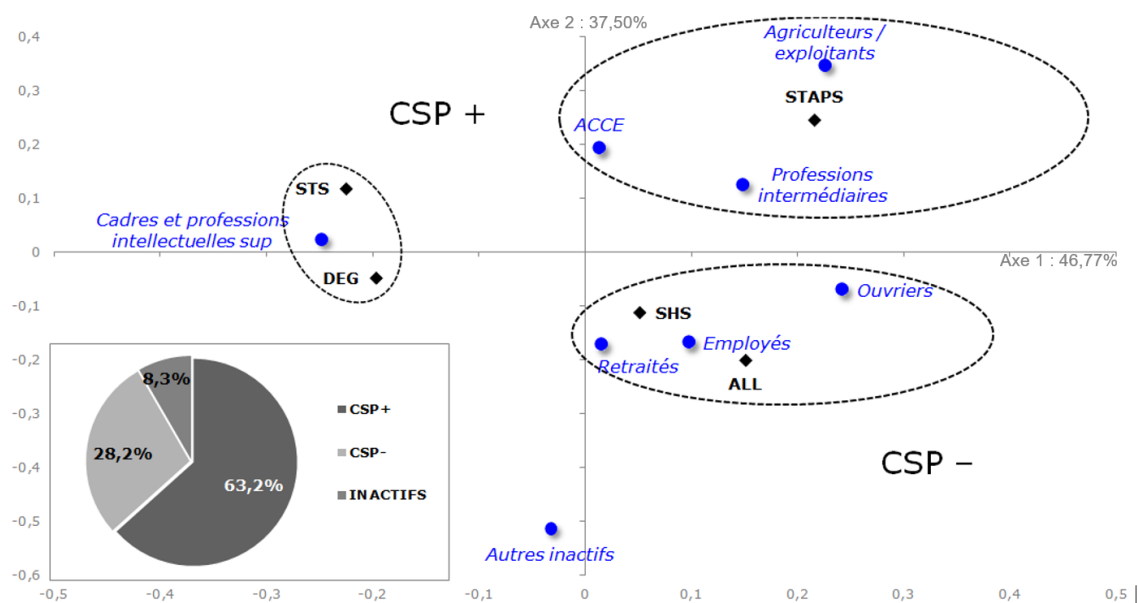 Axe 2 : 37,50%
0,4
Agriculteurs /
exploitants
0,3
CSP +
STAPS
ACCE
0,2
STS
Professions
intermédiaires
0,1
Cadres et professions
intellectuelles sup
0
Axe 1 : 46,77%
DEG
Ouvriers
-0,1
SHS
Employés
Retraités
-0,2
ALL
8,3%
-0,3
CSP+
28,2%
CSP-
-0,4
CSP –
63,2%
INACTIFS
-0,5
Autres inactifs
-0,6
-0,5
-0,4
-0,3
-0,2
-0,1
0
0,1
0,2
0,3
0,4
0,5